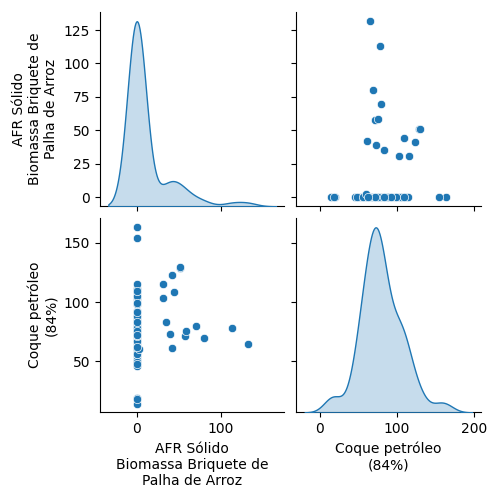 AFR Sólido
Biomassa Briquete de
Palha de Arroz
125
100
75
50
25
0
Coque petróleo
(84%)
150
100
50
0
100
AFR Sólido
Biomassa Briquete de
Palha de Arroz
0
100
200
Coque petróleo
(84%)